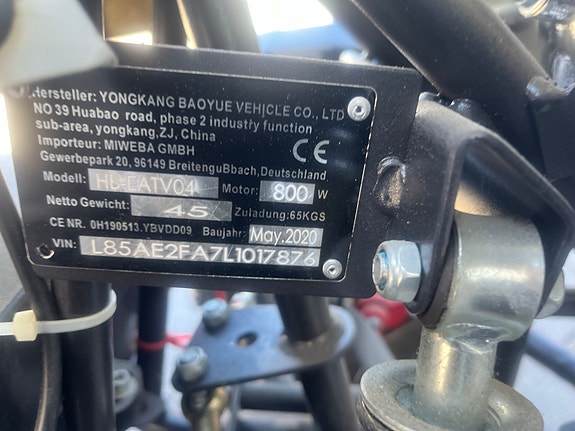 Hersteller: YONGKANG BAOYUE VEHICLE CO., LTD
NO 39 Huabao road, phase 2 industry function
sub-area, yongkang,ZJ, China
Importeur: MIWEBA GMBH
Gewerbepark 20, 96149 BreitenguBbach,Deutschland
Modell: HB-EATV04 Motor: 800 W
Netto Gewicht: 45 Zuladung:65KGS
CE NR. 0H190513.YBVDD09 Baujahr: May.2020
VIN: L85AE2FA7L1017876
CE